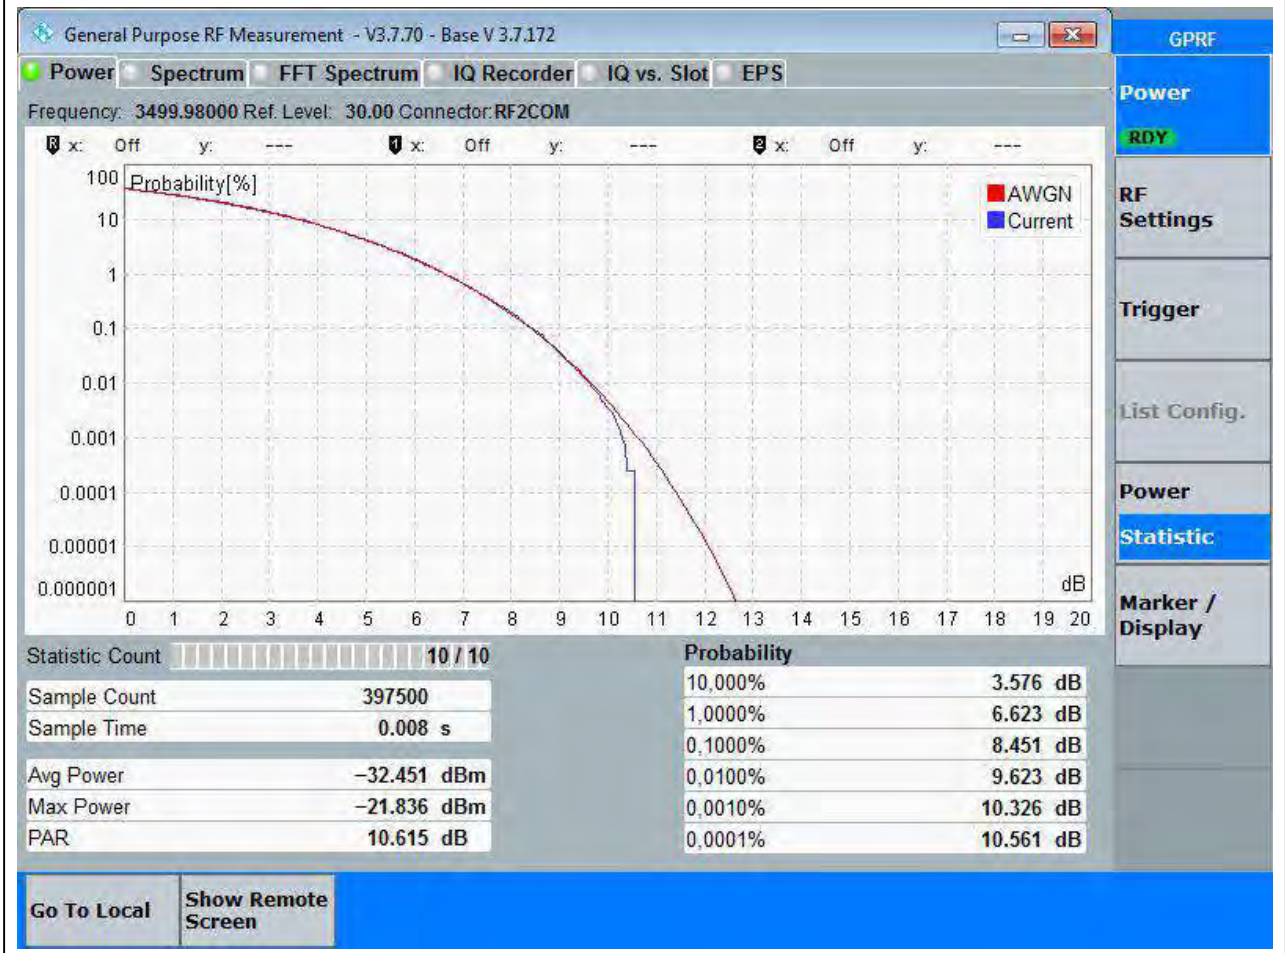 General Purpose RF Measurement - V3.7.70 - Base V 3.7.172
GPRF
Power Spectrum FFT Spectrum IQ Recorder IQ vs. Slot EPS
Frequency: 3499.98000 Ref. Level: 30.00 Connector:RF2COM
R x: Off y: --- 1 x: Off y: --- 2 x: Off y: ---
Probability[%]
AWGN
Current
100
10
1
0.1
0.01
0.001
0.0001
0.00001
0.000001
dB
0 1 2 3 4 5 6 7 8 9 10 11 12 13 14 15 16 17 18 19 20
Statistic Count 10 / 10
Sample Count 397500
Sample Time 0.008 s
Avg Power −32.451 dBm
Max Power −21.836 dBm
PAR 10.615 dB
Probability
10,000% 3.576 dB
1,0000% 6.623 dB
0,1000% 8.451 dB
0,0100% 9.623 dB
0,0010% 10.326 dB
0,0001% 10.561 dB
Power
RDY
RF
Settings
Trigger
List Config.
Power
Statistic
Marker /
Display
Go To Local
Show Remote
Screen